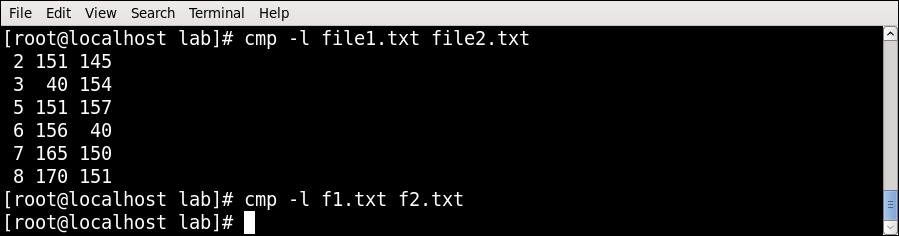 File Edit View Search Terminal Help
[root@localhost lab]# cmp -l file1.txt file2.txt
 2 151 145
 3  40 154
 5 151 157
 6 156  40
 7 165 150
 8 170 151
[root@localhost lab]# cmp -l f1.txt f2.txt
[root@localhost lab]#